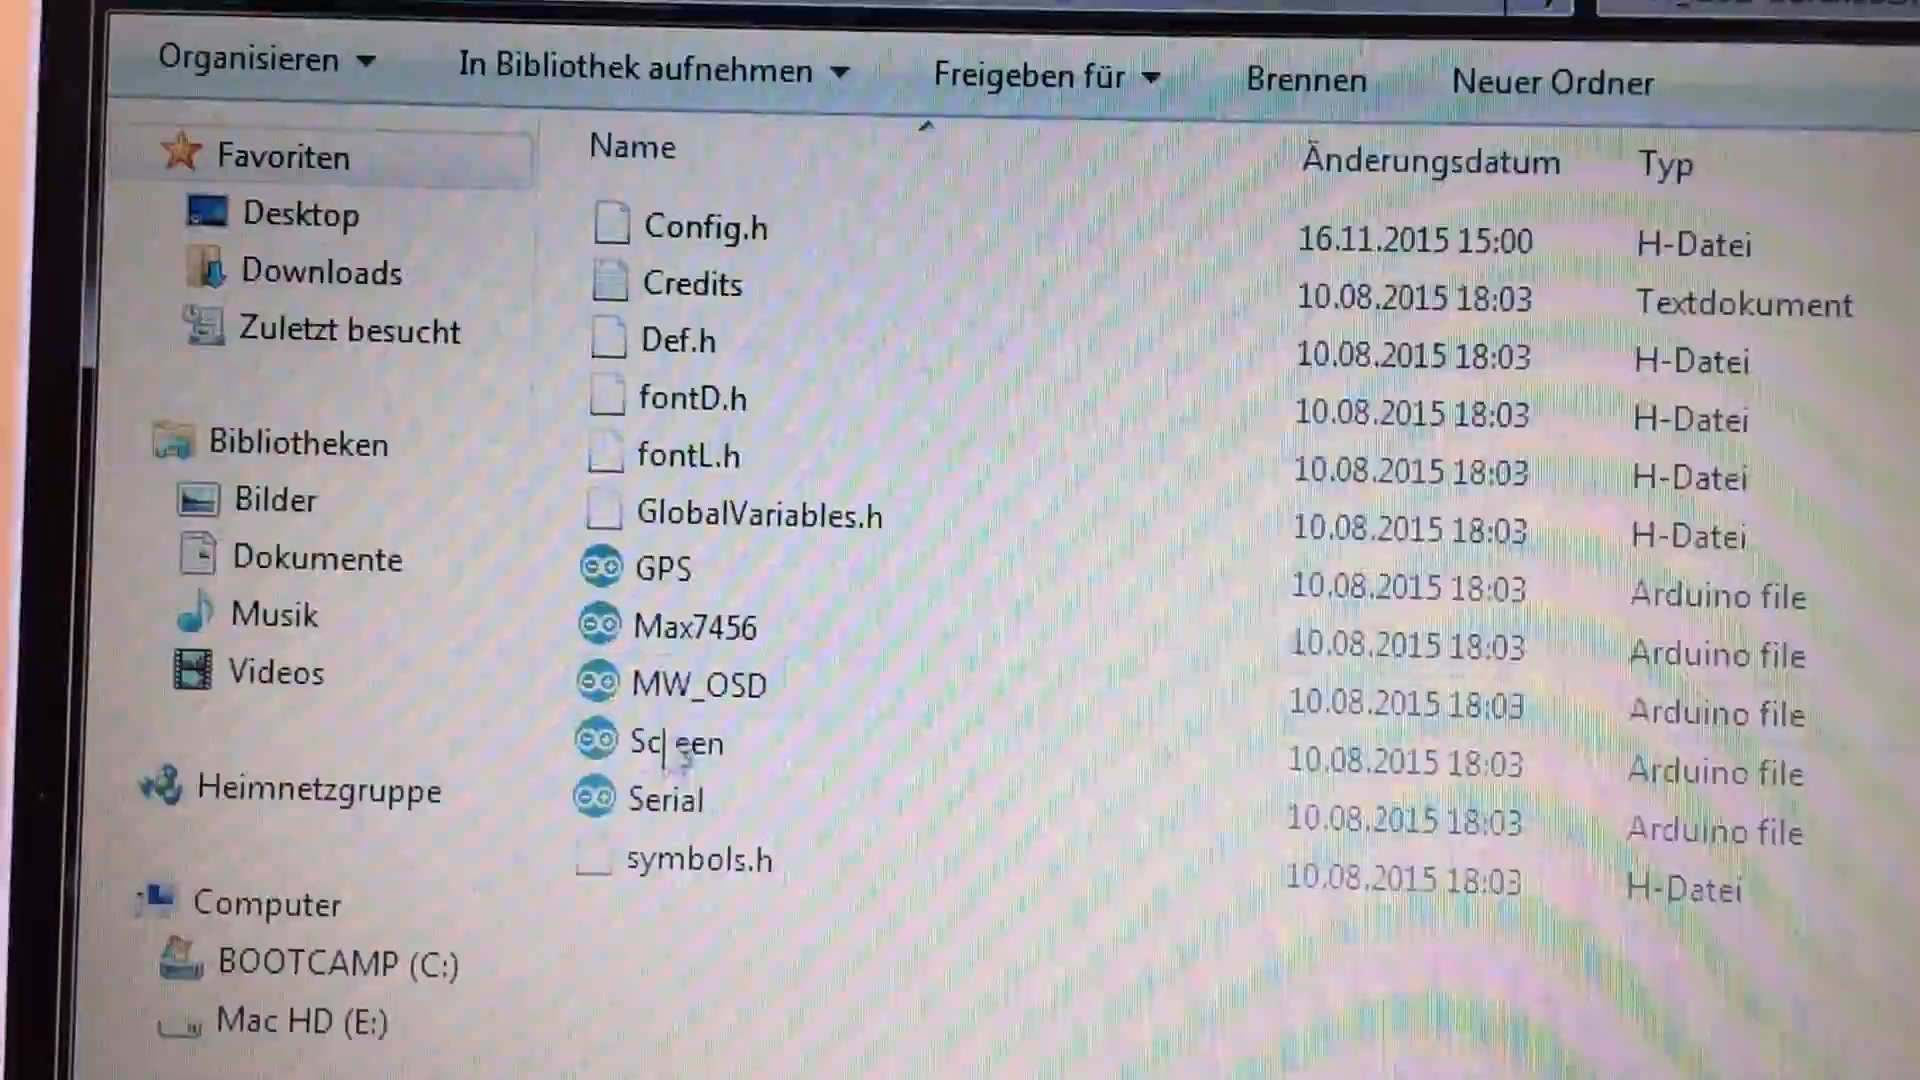 Organisieren In Bibliothek aufnehmen Freigeben für Brennen Neuer Ordner
Favoriten
Desktop
Downloads
Zuletzt besucht
Bibliotheken
Bilder
Dokumente
Musik
Videos
Heimnetzgruppe
Computer
BOOTCAMP (C:)
Mac HD (E:)
Name Änderungsdatum Typ
Config.h 16.11.2015 15:00 H-Datei
Credits 10.08.2015 18:03 Textdokument
Def.h 10.08.2015 18:03 H-Datei
fontD.h 10.08.2015 18:03 H-Datei
fontL.h 10.08.2015 18:03 H-Datei
GlobalVariables.h 10.08.2015 18:03 H-Datei
GPS 10.08.2015 18:03 Arduino file
Max7456 10.08.2015 18:03 Arduino file
MW_OSD 10.08.2015 18:03 Arduino file
Screen 10.08.2015 18:03 Arduino file
Serial 10.08.2015 18:03 Arduino file
symbols.h 10.08.2015 18:03 H-Datei